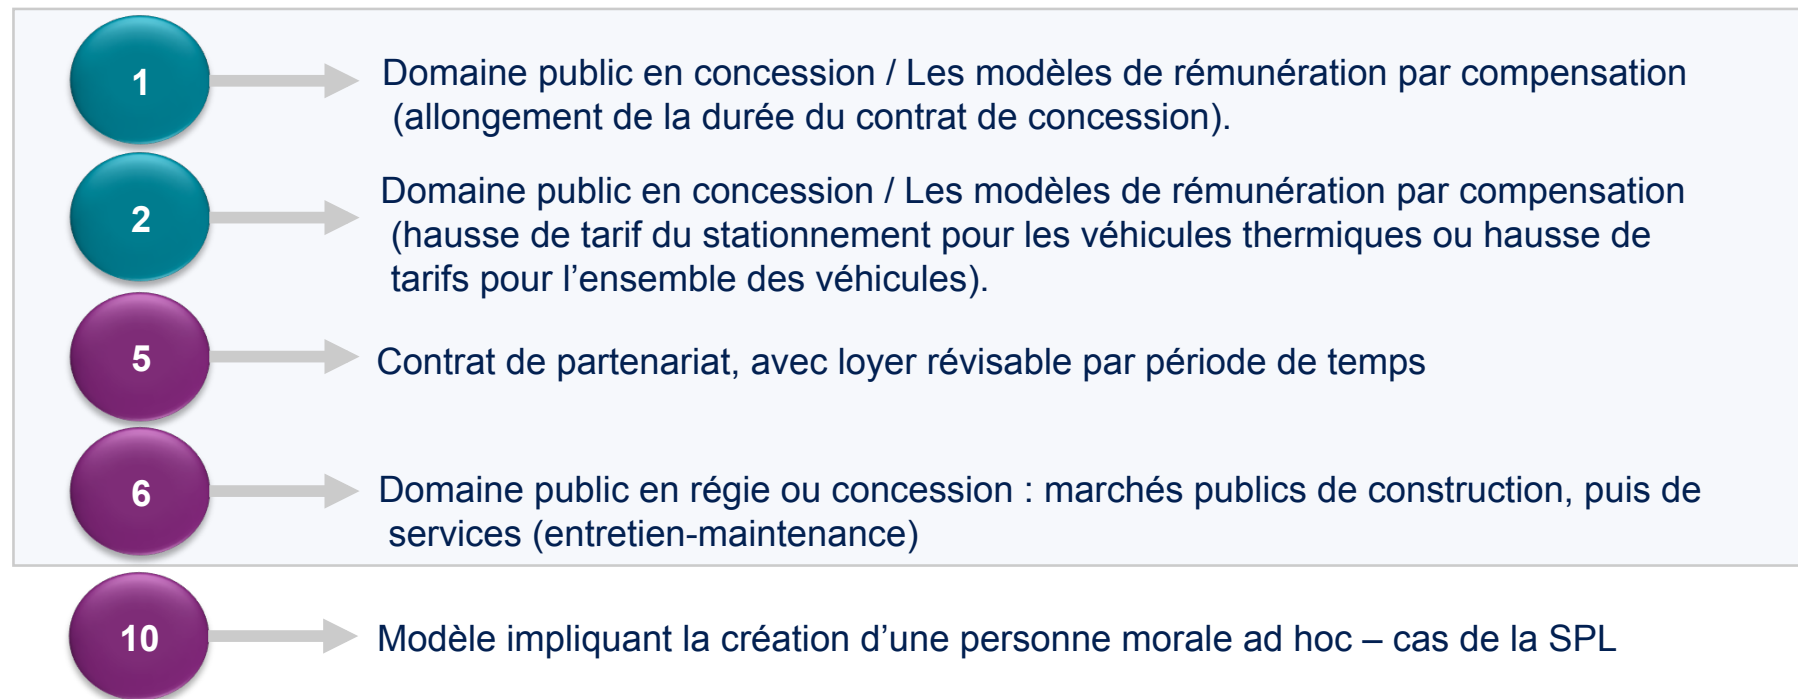 1
Domaine public en concession / Les modèles de rémunération par compensation
(allongement de la durée du contrat de concession).
2
Domaine public en concession / Les modèles de rémunération par compensation
(hausse de tarif du stationnement pour les véhicules thermiques ou hausse de
tarifs pour l’ensemble des véhicules).
5
Contrat de partenariat, avec loyer révisable par période de temps
6
Domaine public en régie ou concession : marchés publics de construction, puis de
services (entretien-maintenance)
10
Modèle impliquant la création d’une personne morale ad hoc – cas de la SPL